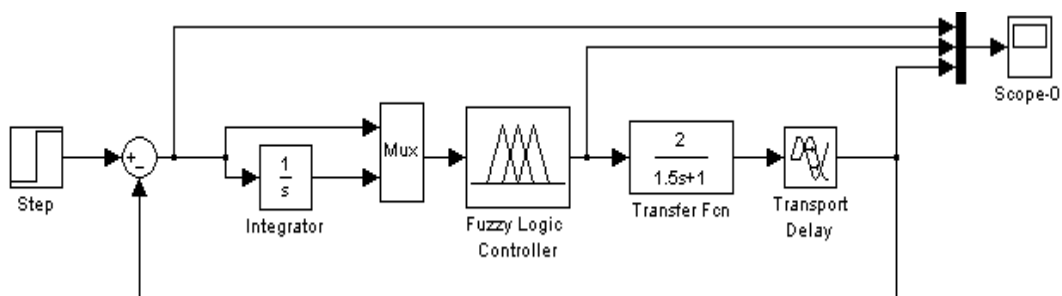 Scope-0
Step
+
−
1
s
Integrator
Mux
Fuzzy Logic
Controller
2
1.5s+1
Transfer Fcn
Transport
Delay